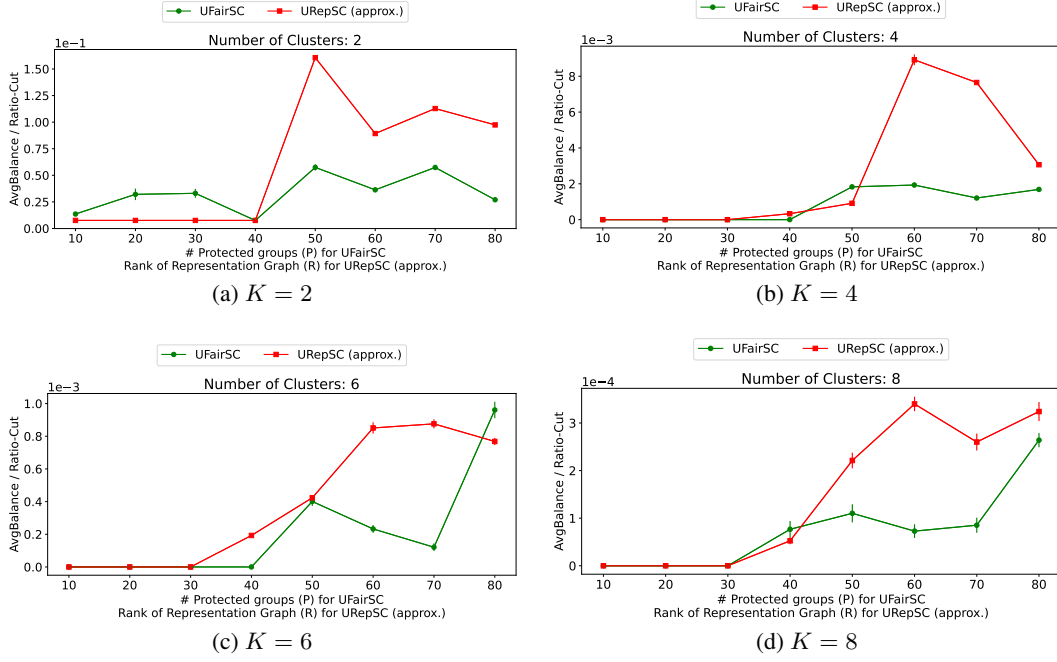 UFairSC URepSC (approx.)
Number of Clusters: 2
1e−1
AvgBalance / Ratio-Cut
1.50
1.25
1.00
0.75
0.50
0.25
0.00
10 20 30 40 50 60 70 80
# Protected groups (P) for UFairSC
Rank of Representation Graph (R) for URepSC (approx.)
(a) K = 2
UFairSC URepSC (approx.)
Number of Clusters: 4
1e−3
AvgBalance / Ratio-Cut
8
6
4
2
0
10 20 30 40 50 60 70 80
# Protected groups (P) for UFairSC
Rank of Representation Graph (R) for URepSC (approx.)
(b) K = 4
UFairSC URepSC (approx.)
Number of Clusters: 6
1e−3
AvgBalance / Ratio-Cut
1.0
0.8
0.6
0.4
0.2
0.0
10 20 30 40 50 60 70 80
# Protected groups (P) for UFairSC
Rank of Representation Graph (R) for URepSC (approx.)
(c) K = 6
UFairSC URepSC (approx.)
Number of Clusters: 8
1e−4
AvgBalance / Ratio-Cut
3
2
1
0
10 20 30 40 50 60 70 80
# Protected groups (P) for UFairSC
Rank of Representation Graph (R) for URepSC (approx.)
(d) K = 8